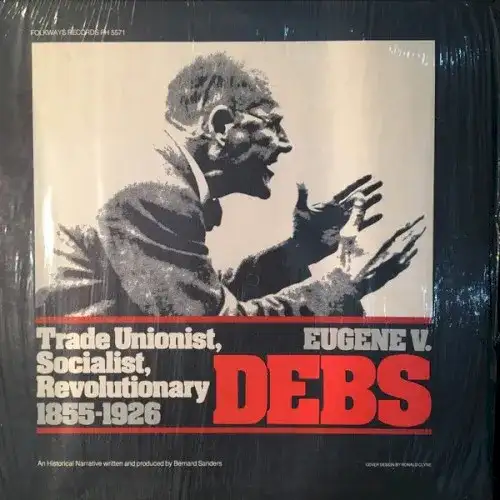 FOLKWAYS RECORDS FH 5571
Trade Unionist,
Socialist,
Revolutionary
1855-1926
EUGENE V.
DEBS
An Historical Narrative written and produced by Bernard Sanders
COVER DESIGN BY RONALD CLYNE